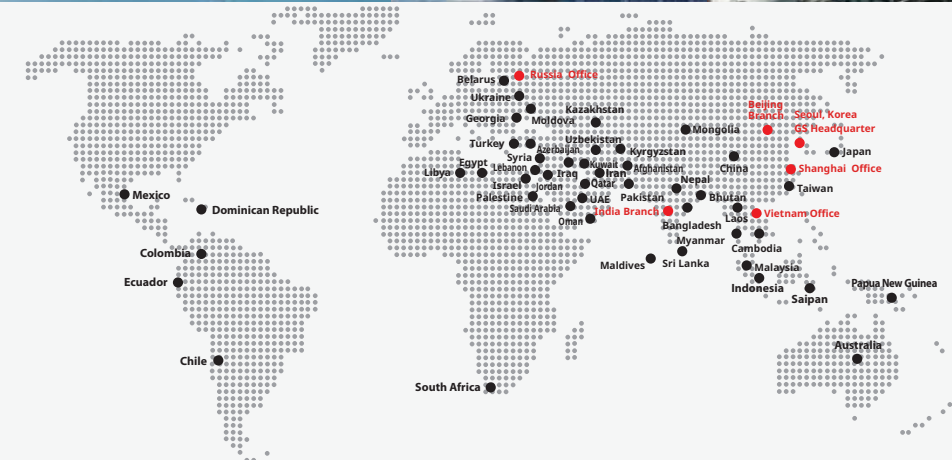 Belarus
Russia Office
Ukraine
Georgia
Moldova
Kazakhstan
Beijing
Branch
Seoul, Korea
GS Headquarter
Mongolia
Turkey
Azerbaijan
Uzbekistan
Kyrgyzstan
Japan
China
Egypt
Syria
Lebanon
Libya
Iraq
Kuwait
Iran
Afghanistan
Shanghai Office
Israel
Jordan
Qatar
Nepal
Taiwan
Mexico
Palestine
UAE
Pakistan
Bhutan
Dominican Republic
Saudi Arabia
India Branch
Laos
Vietnam Office
Oman
Bangladesh
Myanmar
Cambodia
Colombia
Maldives
Sri Lanka
Malaysia
Ecuador
Indonesia
Papua New Guinea
Saipan
Australia
Chile
South Africa